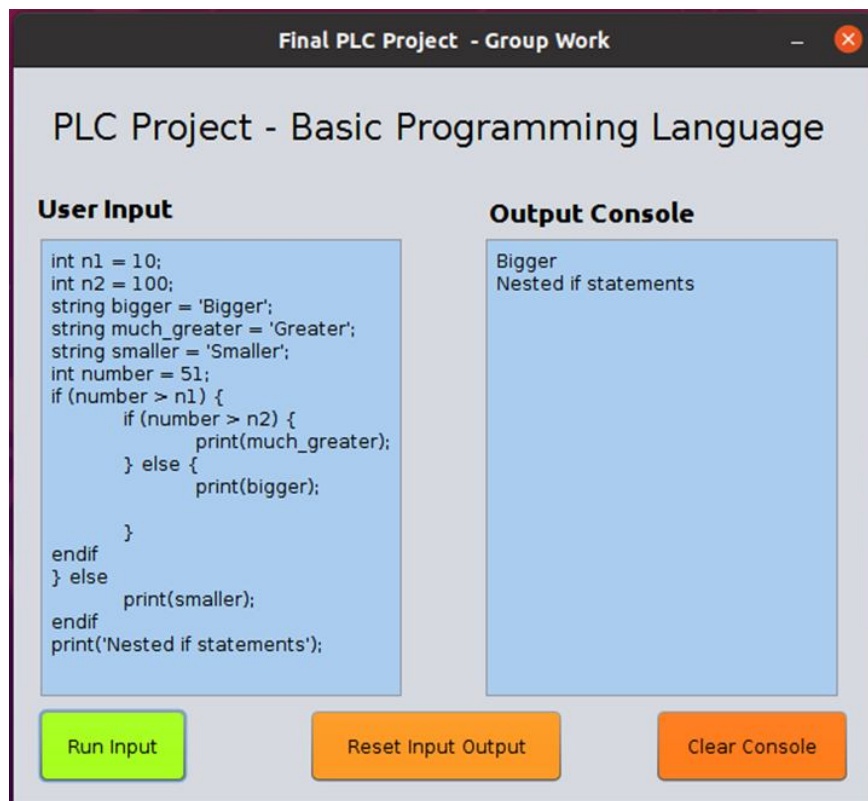 Final PLC Project - Group Work
PLC Project - Basic Programming Language
User Input
int n1 = 10;
int n2 = 100;
string bigger = 'Bigger';
string much_greater = 'Greater';
string smaller = 'Smaller';
int number = 51;
if (number > n1) {
if (number > n2) {
print(much_greater);
} else {
print(bigger);
}
endif
} else
print(smaller);
endif
print('Nested if statements');
Output Console
Bigger
Nested if statements
Run Input
Reset Input Output
Clear Console